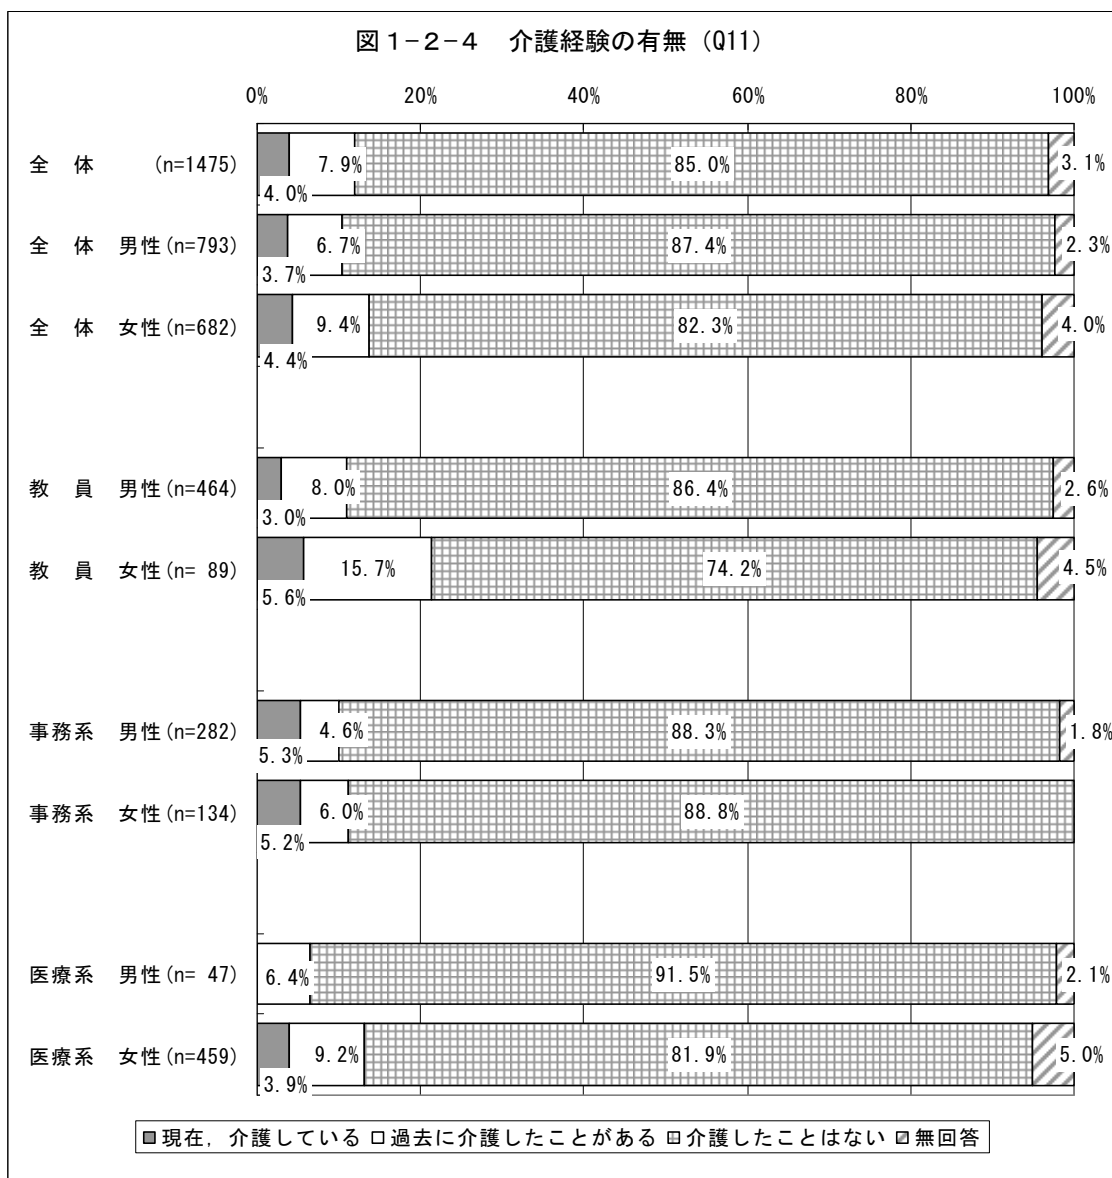 図１−２−４　介護経験の有無（Q11）
0% 20% 40% 60% 80% 100%
全　体　　　(n=1475) 4.0% 7.9% 85.0% 3.1%
全　体　男性(n=793) 3.7% 6.7% 87.4% 2.3%
全　体　女性(n=682) 4.4% 9.4% 82.3% 4.0%
教　員　男性(n=464) 3.0% 8.0% 86.4% 2.6%
教　員　女性(n= 89) 5.6% 15.7% 74.2% 4.5%
事務系　男性(n=282) 5.3% 4.6% 88.3% 1.8%
事務系　女性(n=134) 5.2% 6.0% 88.8%
医療系　男性(n= 47) 6.4% 91.5% 2.1%
医療系　女性(n=459) 3.9% 9.2% 81.9% 5.0%
現在，介護している 過去に介護したことがある 介護したことはない 無回答